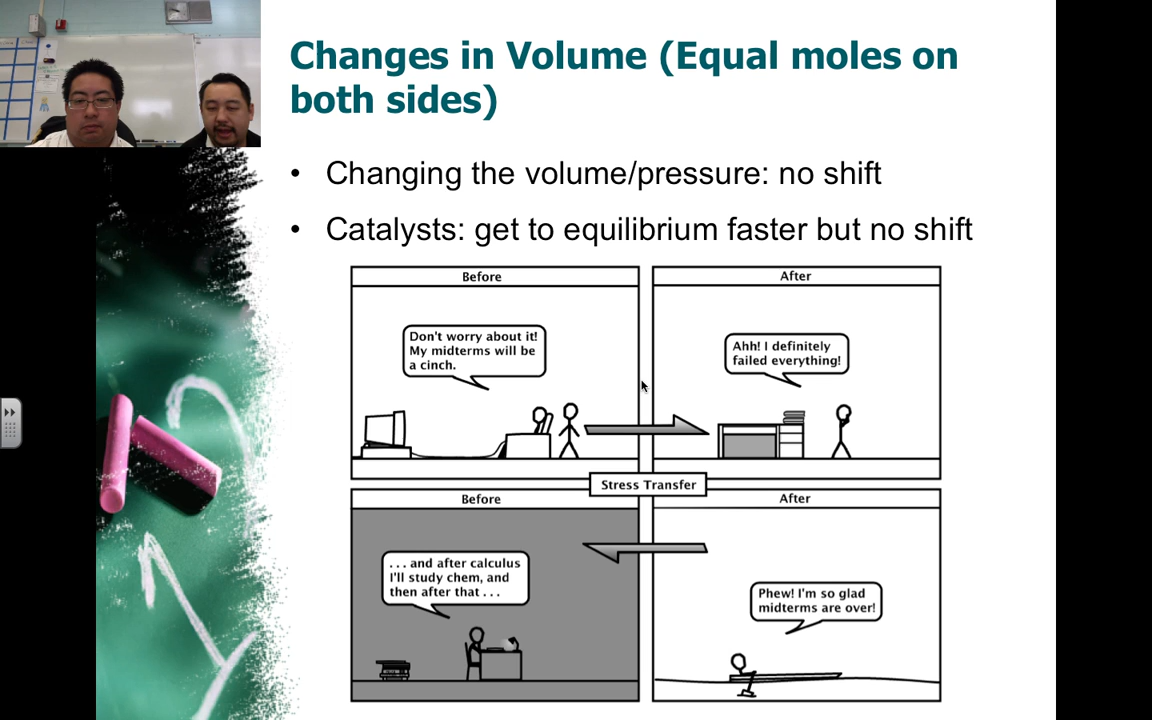 Changes in Volume (Equal moles on
both sides)
• Changing the volume/pressure: no shift
• Catalysts: get to equilibrium faster but no shift
Before
After
Don't worry about it!
My midterms will be
a cinch.
Ahh! I definitely
failed everything!
Stress Transfer
Before
After
. . . and after calculus
I'll study chem, and
then after that . . .
Phew! I'm so glad
midterms are over!